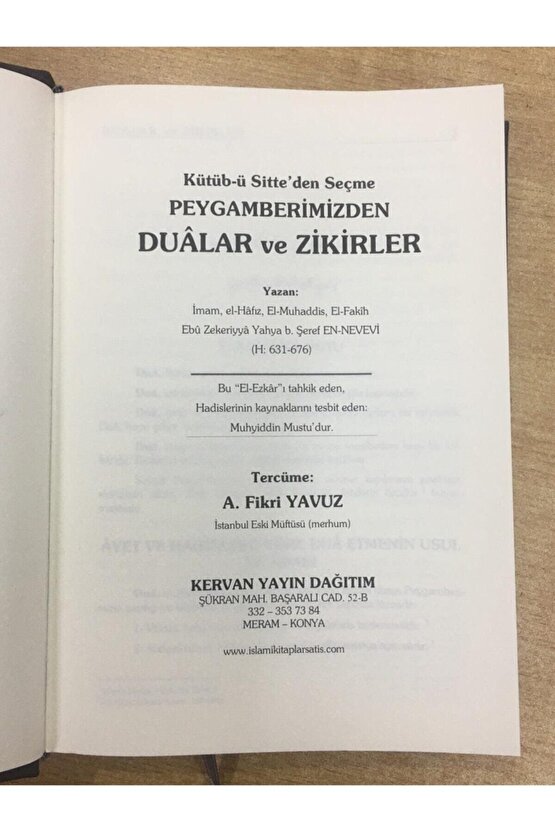 Kütüb-ü Sitte'den Seçme
PEYGAMBERİMİZDEN
DUÂLAR ve ZİKİRLER
Yazan:
İmam, el-Hâfız, El-Muhaddis, El-Fakîh
Ebû Zekeriyyâ Yahya b. Şeref EN-NEVEVÎ
(H: 631-676)
Bu "El-Ezkâr"ı tahkik eden,
Hadislerinin kaynaklarını tesbit eden:
Muhyiddin Mustu'dur.
Tercüme:
A. Fikri YAVUZ
İstanbul Eski Müftüsü (merhum)
KERVAN YAYIN DAĞITIM
ŞÜKRAN MAH. BAŞARALI CAD. 52-B
332 – 353 73 84
MERAM – KONYA
www.islamikitaplarsatis.com